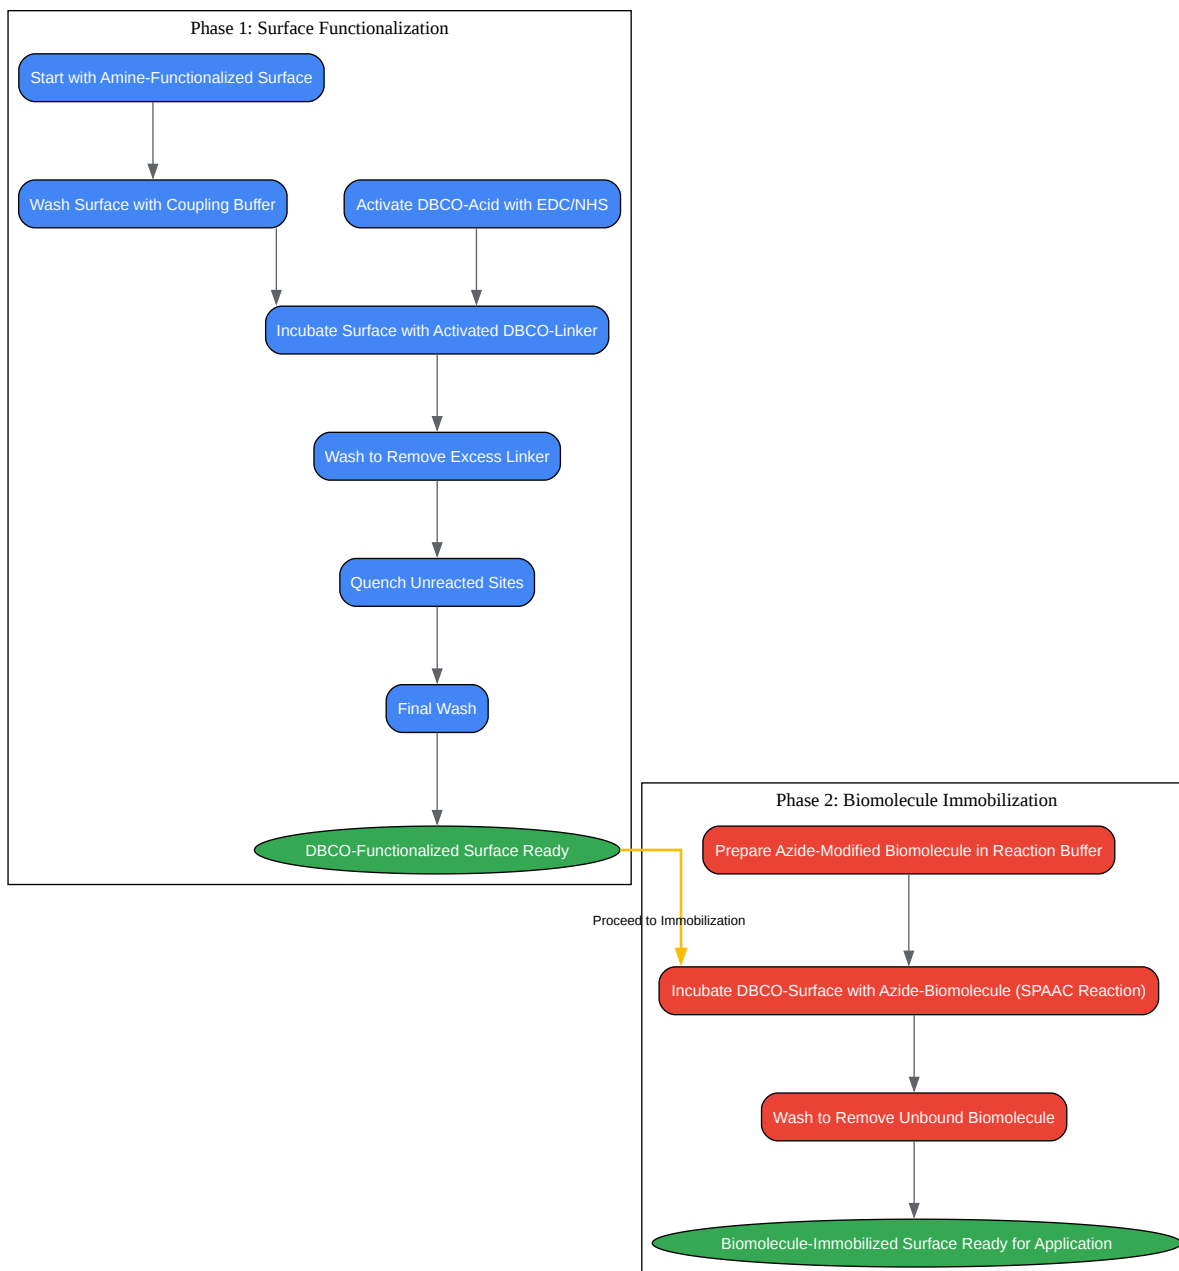 Phase 1: Surface Functionalization
Start with Amine-Functionalized Surface
Wash Surface with Coupling Buffer
Activate DBCO-Acid with EDC/NHS
Incubate Surface with Activated DBCO-Linker
Wash to Remove Excess Linker
Quench Unreacted Sites
Final Wash
DBCO-Functionalized Surface Ready
Phase 2: Biomolecule Immobilization
Prepare Azide-Modified Biomolecule in Reaction Buffer
Proceed to Immobilization
Incubate DBCO-Surface with Azide-Biomolecule (SPAAC Reaction)
Wash to Remove Unbound Biomolecule
Biomolecule-Immobilized Surface Ready for Application